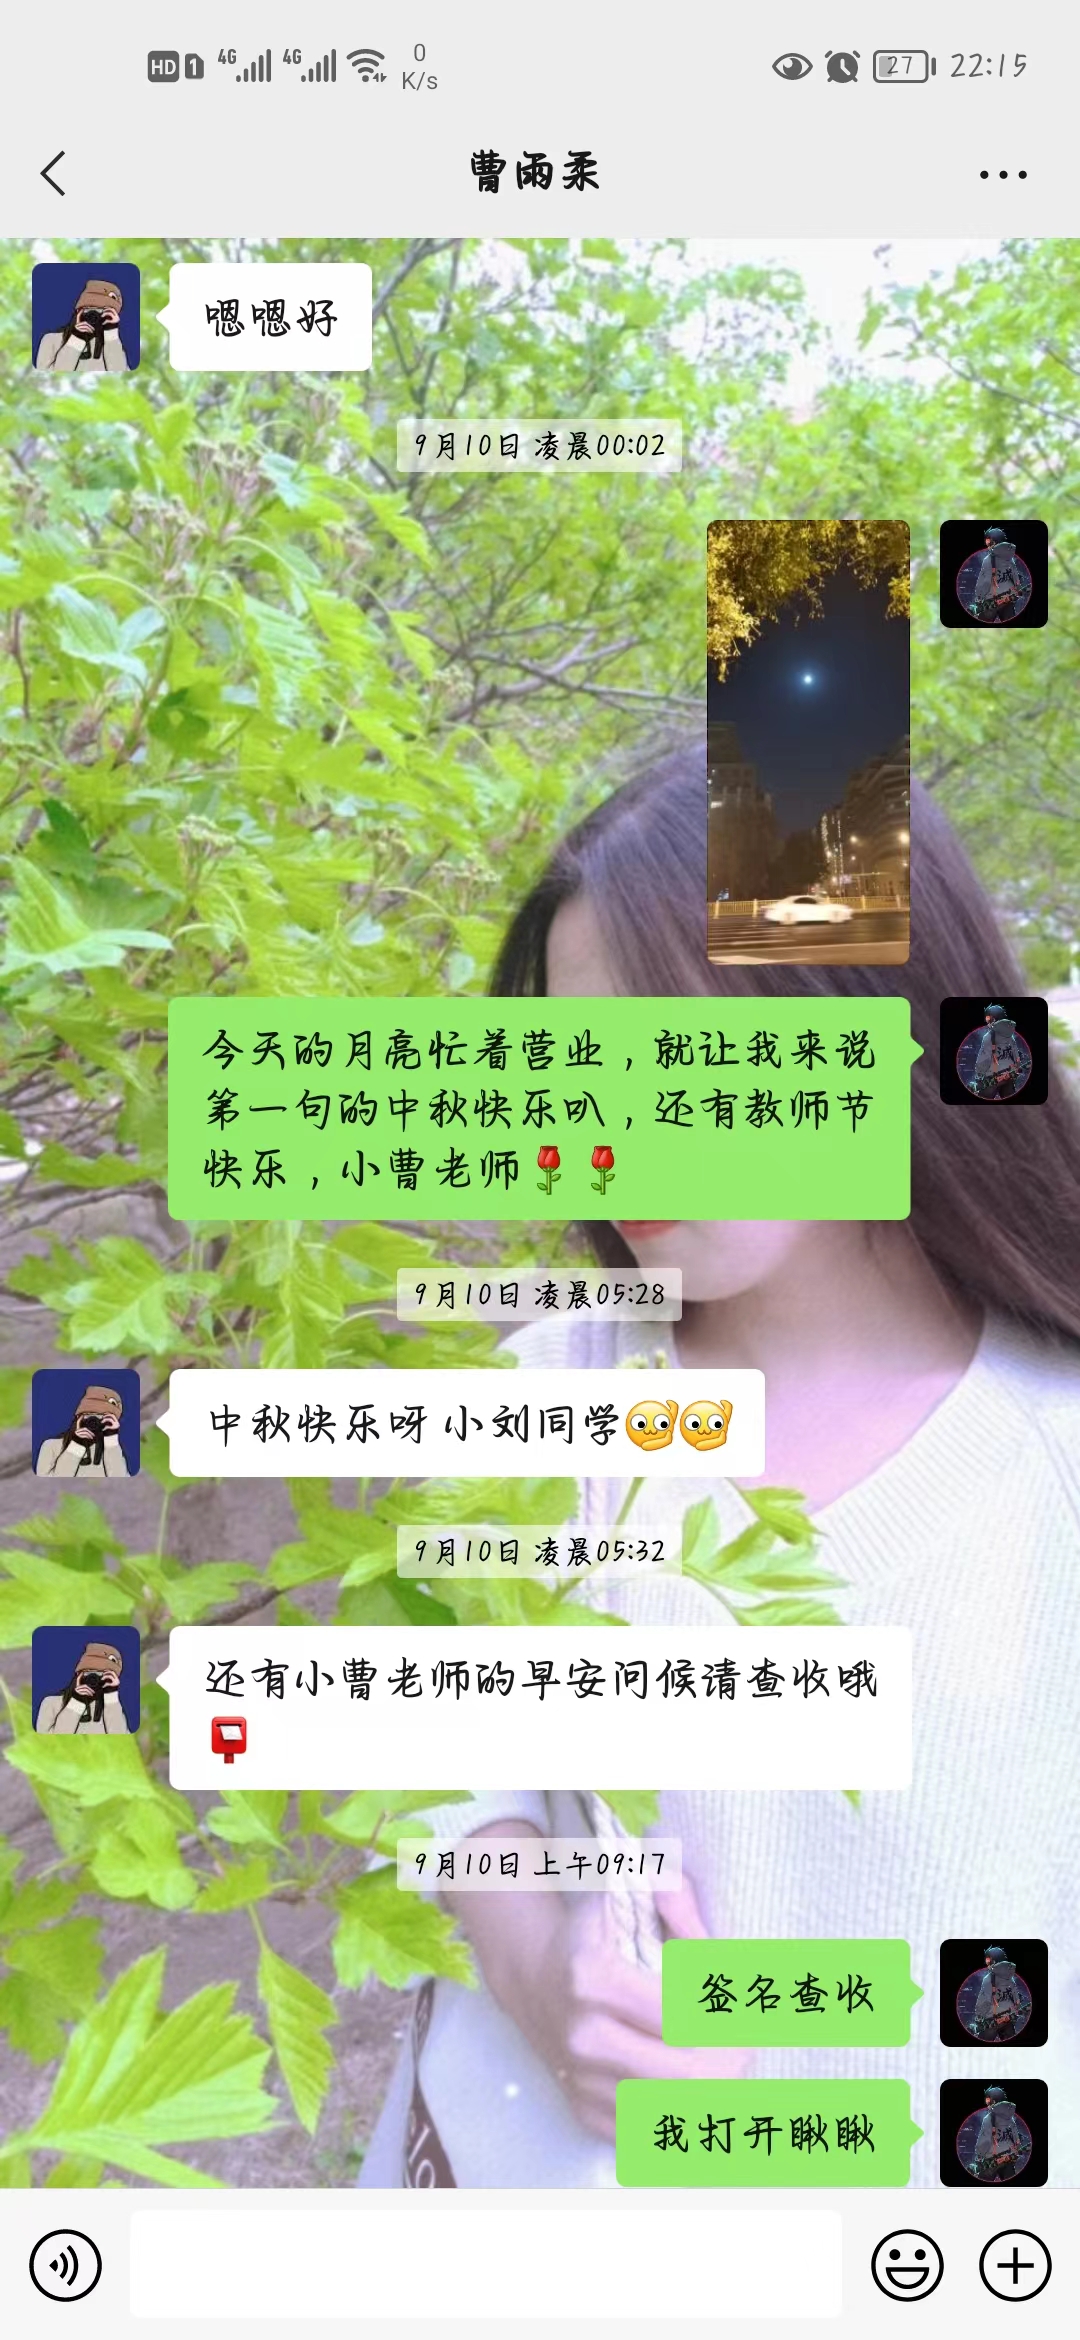 HD 1 4G 4G 0 K/s 27 22:15
曹雨柔
嗯嗯好
9月10日 凌晨00:02
今天的月亮忙着营业，就让我来说
第一句的中秋快乐叭，还有教师节
快乐，小曹老师🌹🌹
9月10日 凌晨05:28
中秋快乐呀 小刘同学
9月10日 凌晨05:32
还有小曹老师的早安问候请查收哦
📮
9月10日 上午09:17
签名查收
我打开瞅瞅